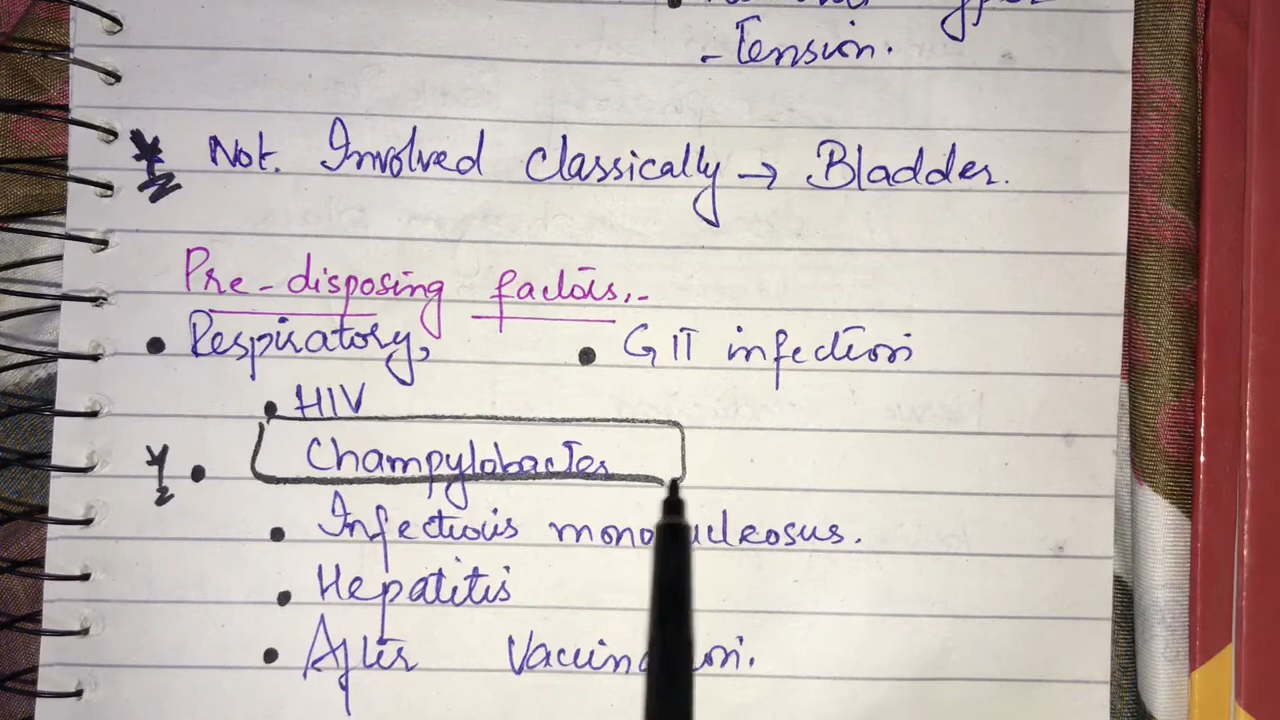 -Tension.
Not. Involved Classically → Bladder.
Pre-disposing factors.-
• Respiratory, • GIT infection
• HIV
• Champylobacter
• Infectious mononucleosus.
• Hepatitis
• After Vaccination.